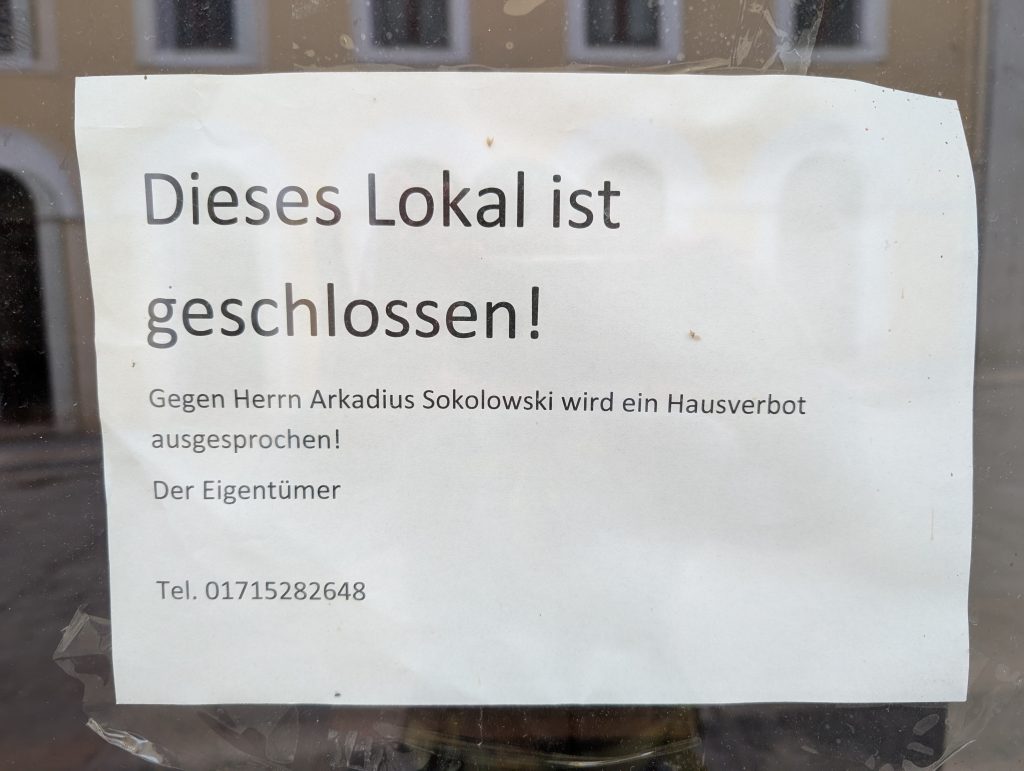 Dieses Lokal ist
geschlossen!
Gegen Herrn Arkadius Sokolowski wird ein Hausverbot
ausgesprochen!
Der Eigentümer
Tel. 01715282648